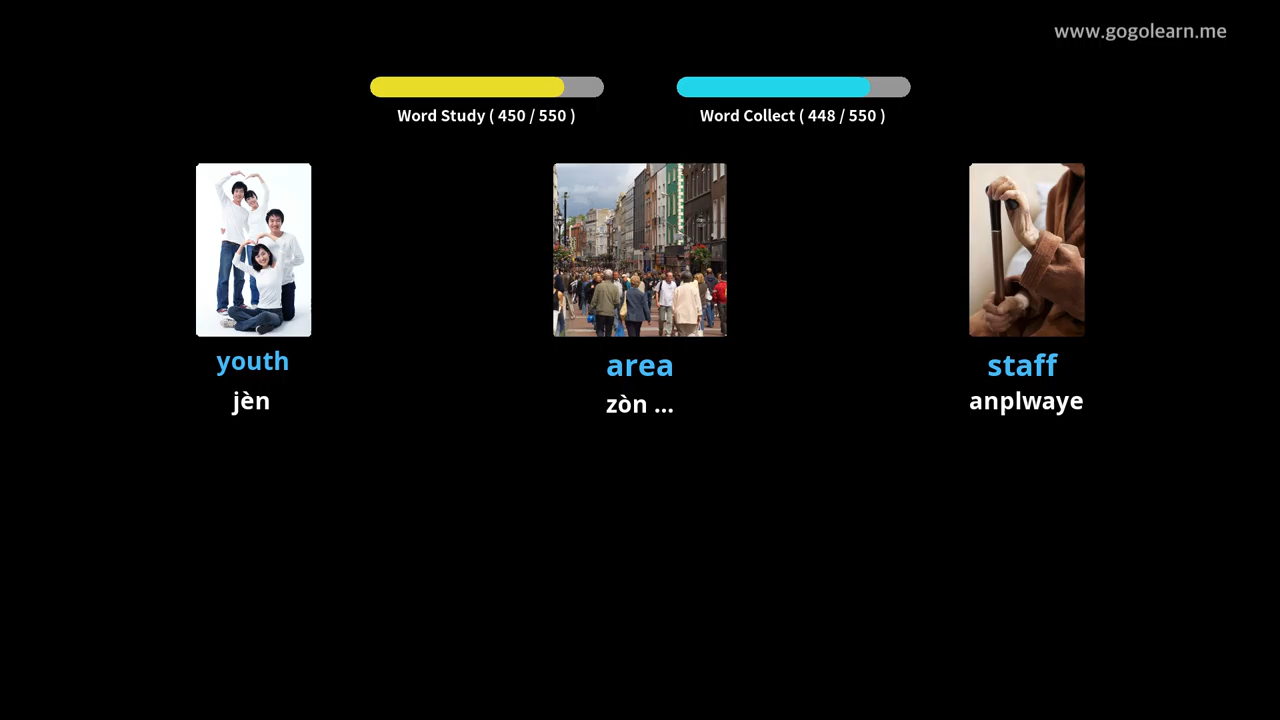 www.gogolearn.me
Word Study ( 450 / 550 )
Word Collect ( 448 / 550 )
youth
area
staff
jèn
zòn ...
anplwaye